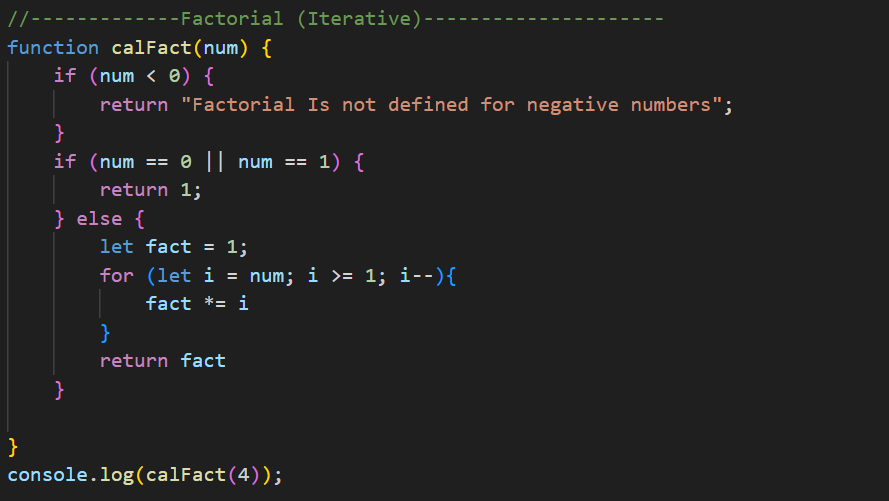 //-------------Factorial (Iterative)---------------------
function calFact(num) {
    if (num < 0) {
        return "Factorial Is not defined for negative numbers";
    }
    if (num == 0 || num == 1) {
        return 1;
    } else {
        let fact = 1;
        for (let i = num; i >= 1; i--){
            fact *= i
        }
        return fact
    }

}
console.log(calFact(4));